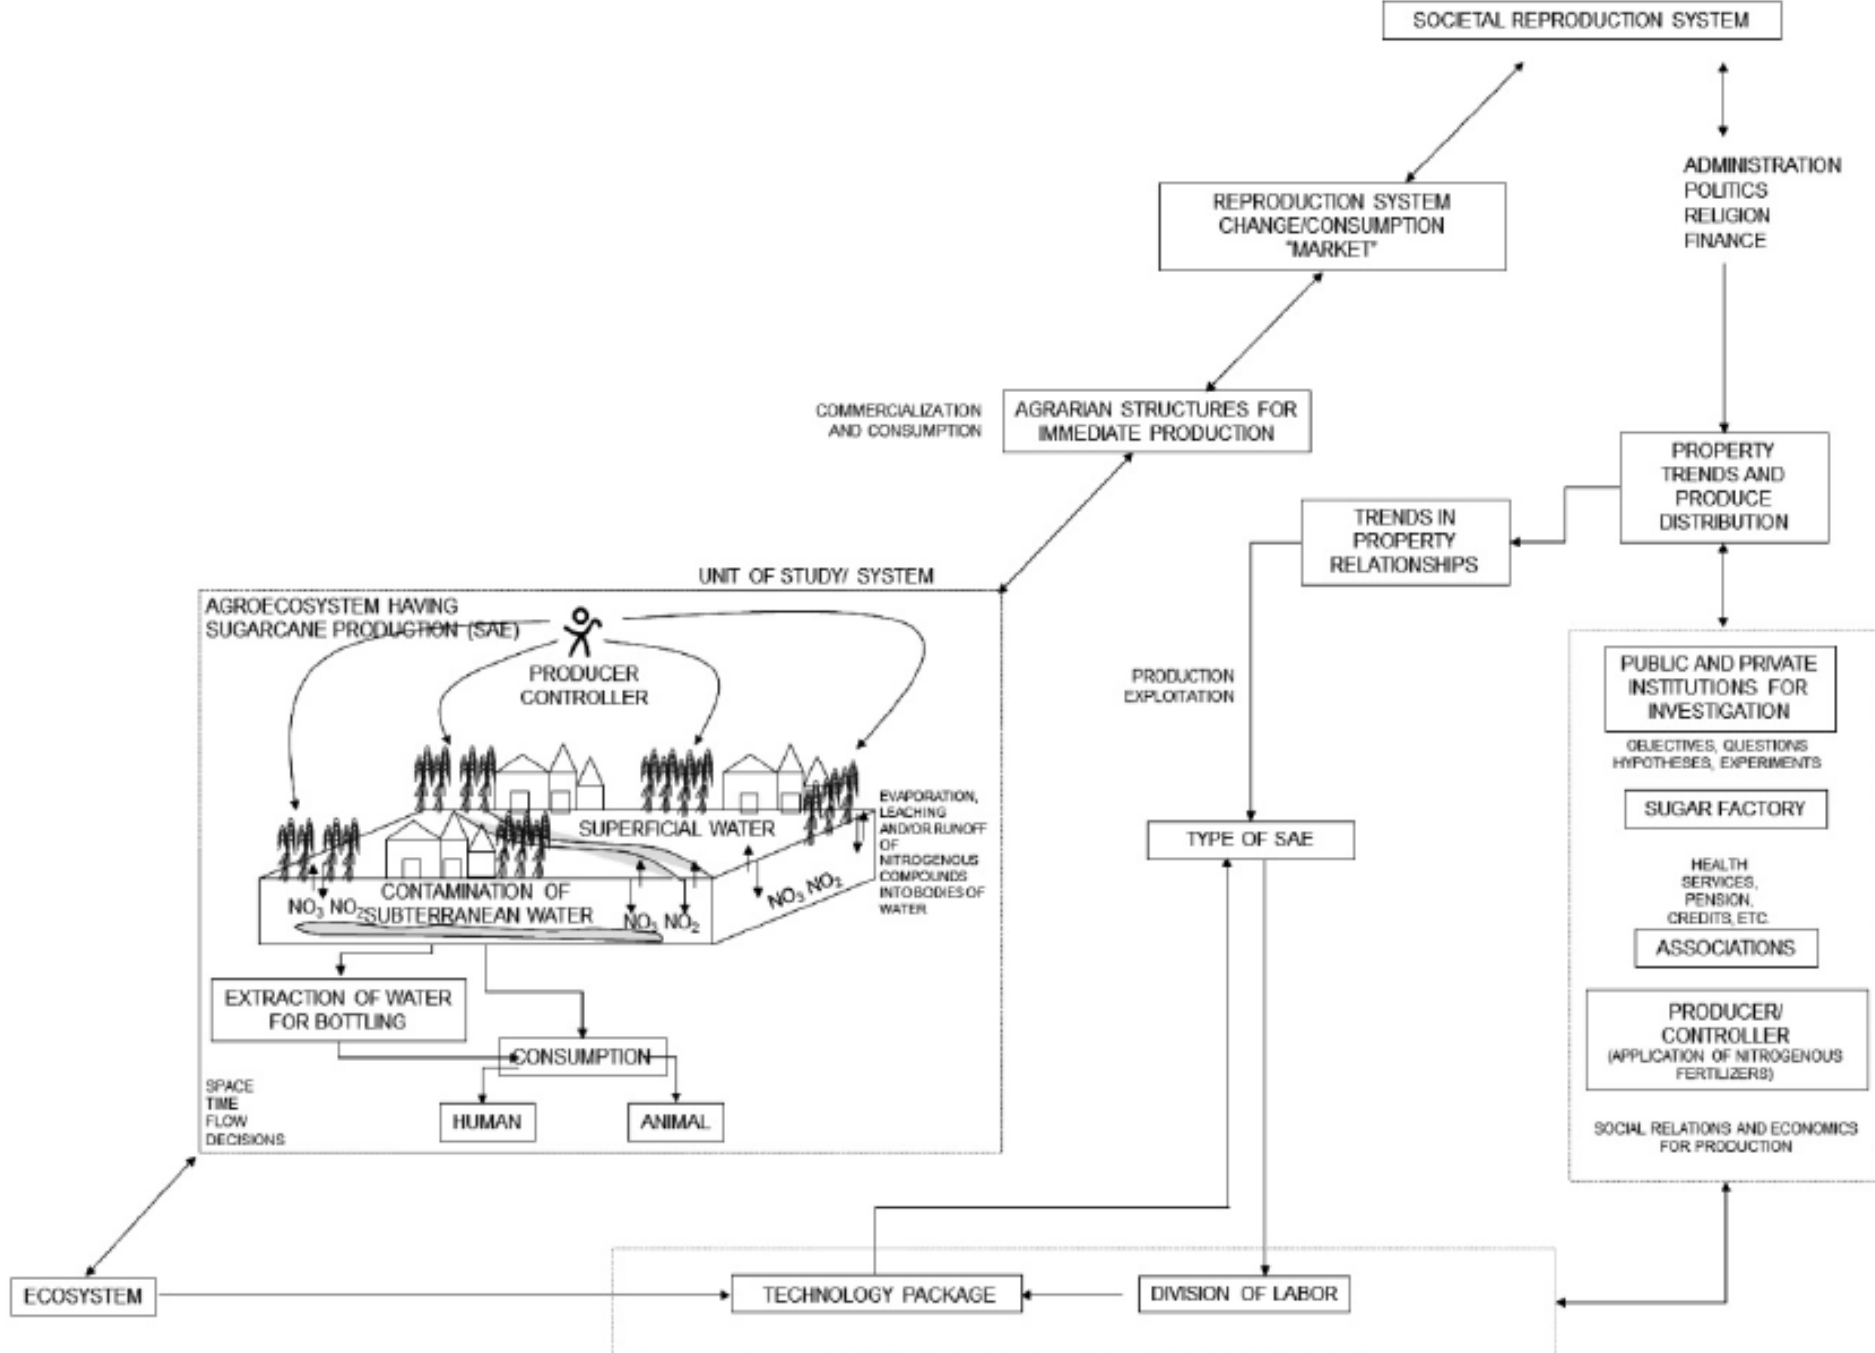 SOCIETAL REPRODUCTION SYSTEM
ADMINISTRATION
POLITICS
RELIGION
FINANCE
REPRODUCTION SYSTEM
CHANGE/CONSUMPTION
"MARKET"
COMMERCIALIZATION
AND CONSUMPTION
AGRARIAN STRUCTURES FOR
IMMEDIATE PRODUCTION
PROPERTY
TRENDS AND
PRODUCE
DISTRIBUTION
TRENDS IN
PROPERTY
RELATIONSHIPS
UNIT OF STUDY/ SYSTEM
AGROECOSYSTEM HAVING
SUGARCANE PRODUCTION (SAE)
PRODUCER
CONTROLLER
PRODUCTION
EXPLOITATION
PUBLIC AND PRIVATE
INSTITUTIONS FOR
INVESTIGATION
OBJECTIVES, QUESTIONS
HYPOTHESES, EXPERIMENTS
SUGAR FACTORY
HEALTH
SERVICES,
PENSION,
CREDITS, ETC.
ASSOCIATIONS
PRODUCER/
CONTROLLER
(APPLICATION OF NITROGENOUS
FERTILIZERS)
SOCIAL RELATIONS AND ECONOMICS
FOR PRODUCTION
SUPERFICIAL WATER
EVAPORATION,
LEACHING
AND/OR RUNOFF
OF
NITROGENOUS
COMPOUNDS
INTO BODIES OF
WATER
CONTAMINATION OF
SUBTERRANEAN WATER
NO3 NO2
NO3 NO2
NO3 NO2
TYPE OF SAE
EXTRACTION OF WATER
FOR BOTTLING
CONSUMPTION
HUMAN
ANIMAL
SPACE
TIME
FLOW
DECISIONS
ECOSYSTEM
TECHNOLOGY PACKAGE
DIVISION OF LABOR